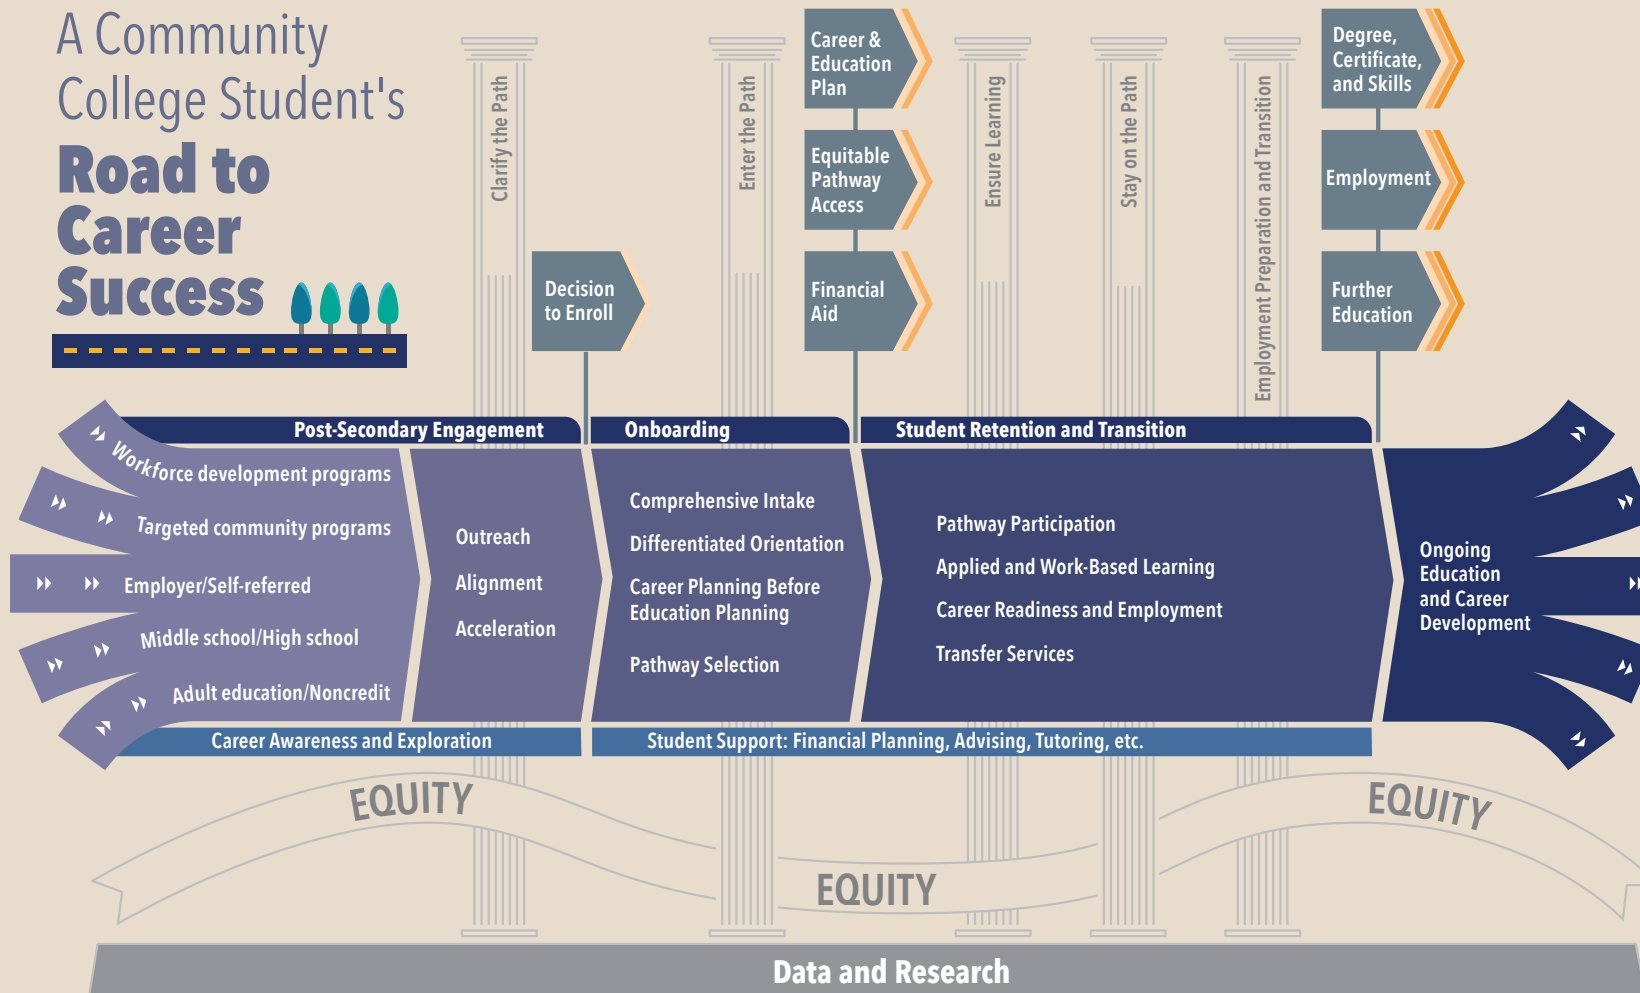 A Community
College Student's
Road to
Career
Success
Clarify the Path
Enter the Path
Ensure Learning
Stay on the Path
Employment Preparation and Transition
Decision
to Enroll
Career &
Education
Plan
Equitable
Pathway
Access
Financial
Aid
Degree,
Certificate,
and Skills
Employment
Further
Education
Post-Secondary Engagement
Onboarding
Student Retention and Transition
Workforce development programs
Targeted community programs
Employer/Self-referred
Middle school/High school
Adult education/Noncredit
Outreach
Alignment
Acceleration
Comprehensive Intake
Differentiated Orientation
Career Planning Before
Education Planning
Pathway Selection
Pathway Participation
Applied and Work-Based Learning
Career Readiness and Employment
Transfer Services
Ongoing
Education
and Career
Development
Career Awareness and Exploration
Student Support: Financial Planning, Advising, Tutoring, etc.
EQUITY
EQUITY
EQUITY
Data and Research